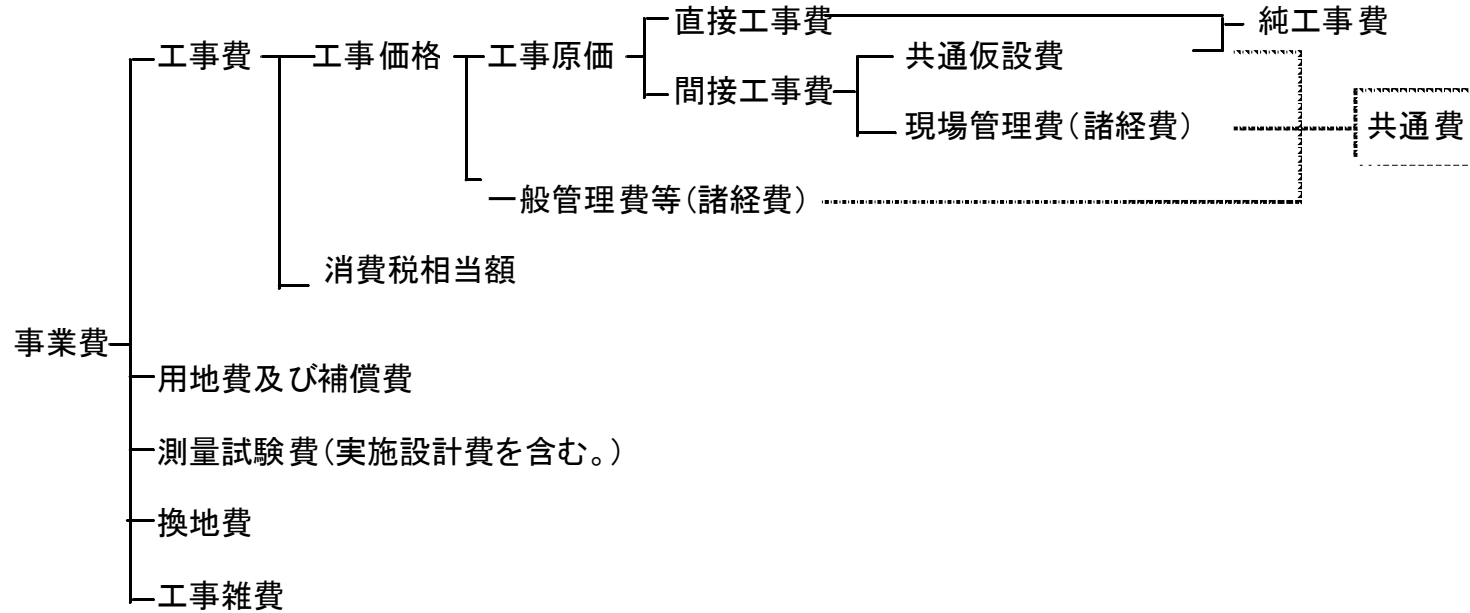 直接工事費 純工事費
工事費 工事価格 工事原価 共通仮設費
間接工事費
現場管理費(諸経費) 共通費
一般管理費等(諸経費)
消費税相当額
事業費
用地費及び補償費
測量試験費(実施設計費を含む。)
換地費
工事雑費